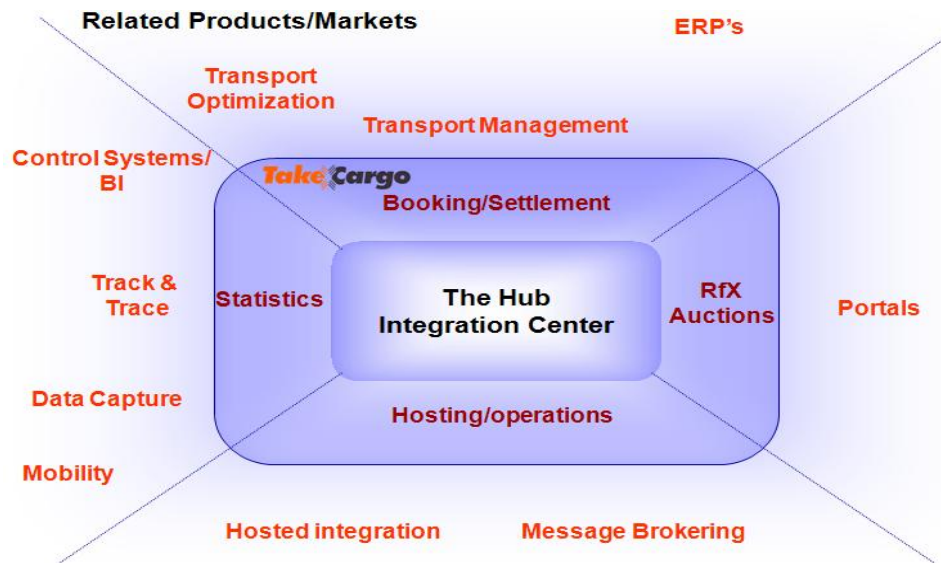 Related Products/Markets
ERP's
Transport
Optimization
Transport Management
Control Systems/
BI
TakeCargo
Booking/Settlement
Track &
Trace
Statistics
The Hub
Integration Center
RfX
Auctions
Portals
Data Capture
Hosting/operations
Mobility
Hosted integration
Message Brokering